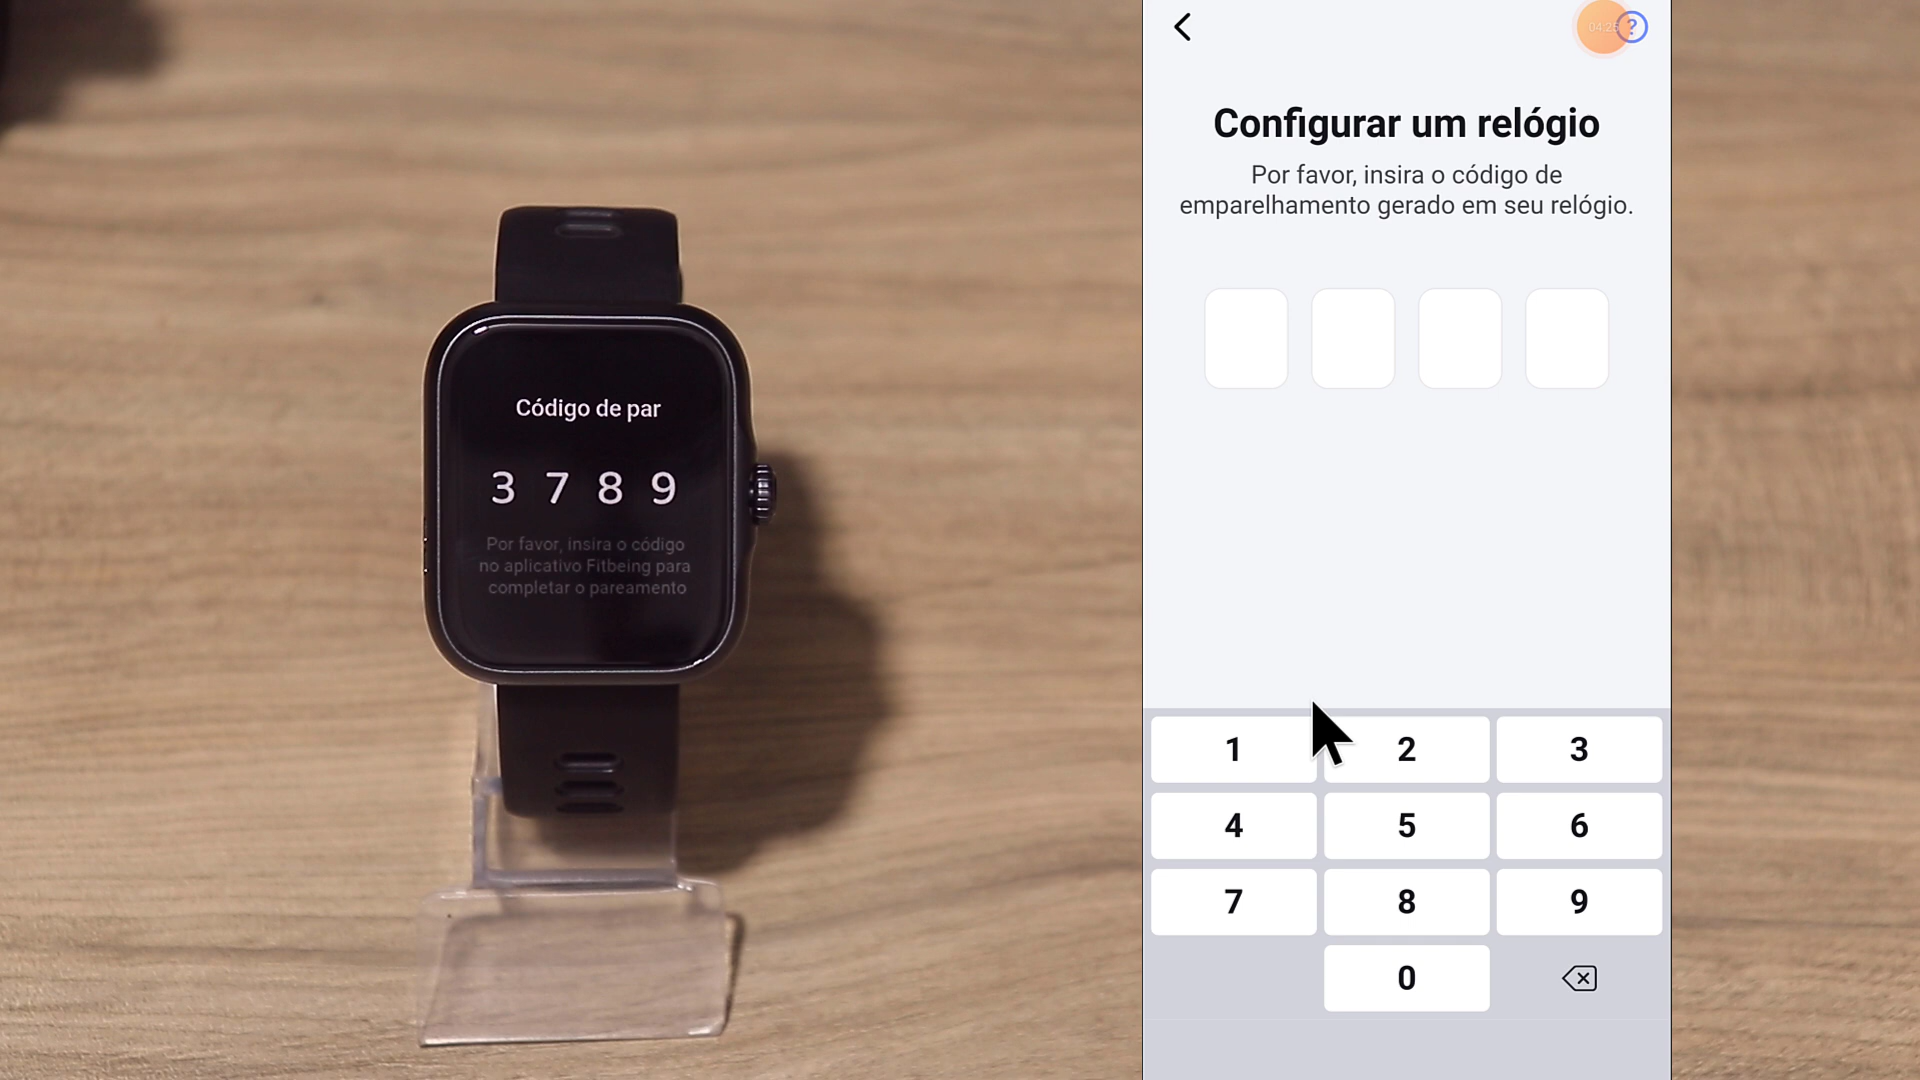 Código de par
3 7 8 9
Por favor, insira o código
no aplicativo Fitbeing para
completar o pareamento
?
Configurar um relógio
Por favor, insira o código de
emparelhamento gerado em seu relógio.
1 2 3
4 5 6
7 8 9
0